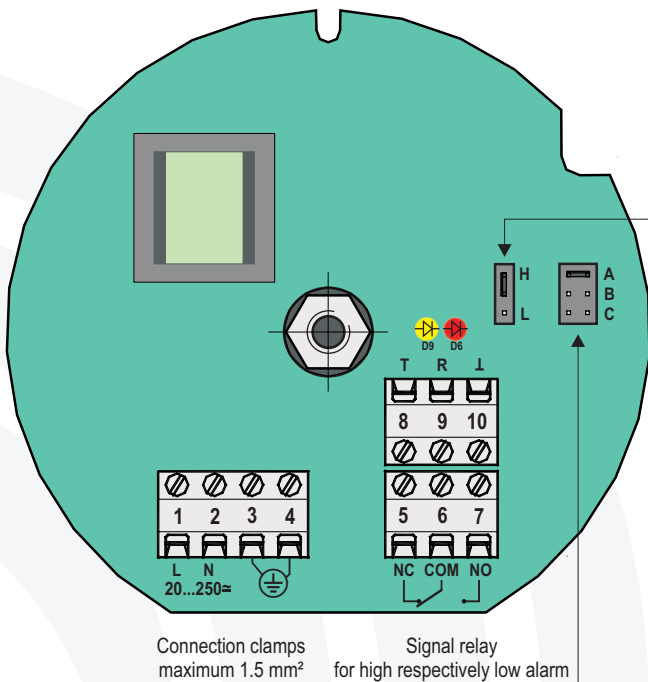 H
L
A
B
C
D9 D6
T R ⊥
8 9 10
1 2 3 4
5 6 7
L N
20...250≃
NC COM NO
Connection clamps
maximum 1.5 mm²
Signal relay
for high respectively low alarm